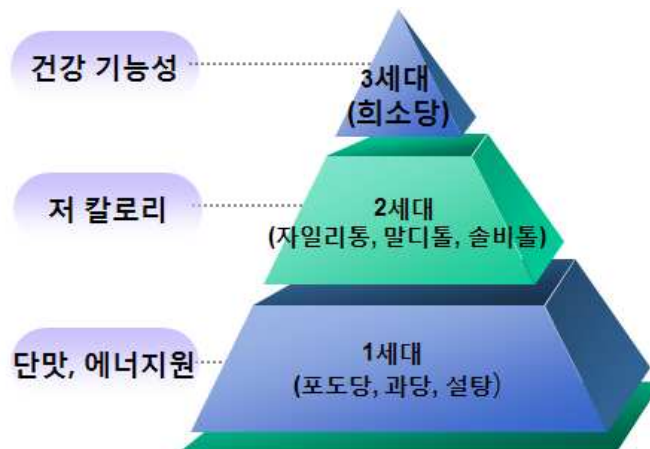 건강 기능성
3세대
(희소당)
저 칼로리
2세대
(자일리통, 말디톨, 솔비톨)
단맛, 에너지원
1세대
(포도당, 과당, 설탕)